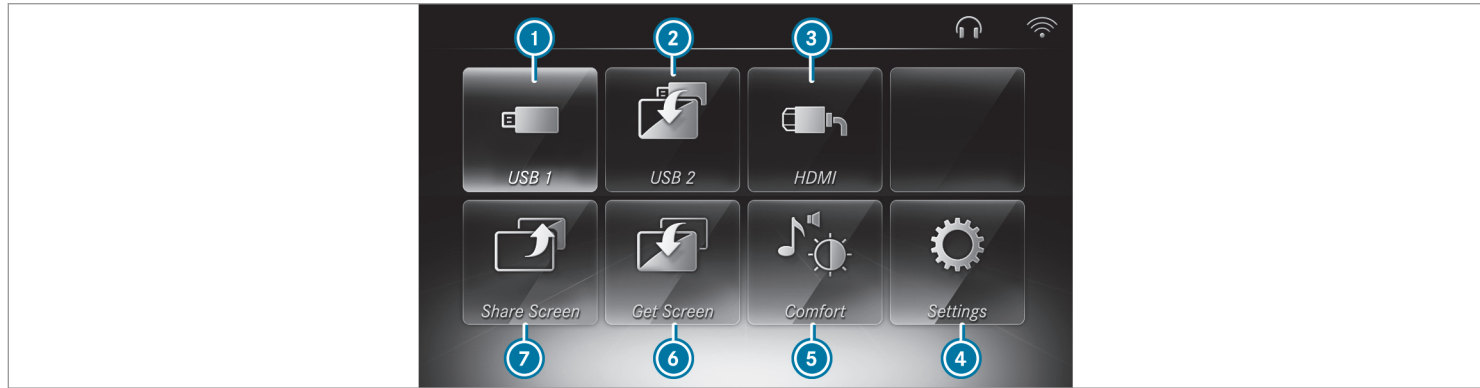 1 2 3
USB 1 USB 2 HDMI
Share Screen Get Screen Comfort Settings
7 6 5 4